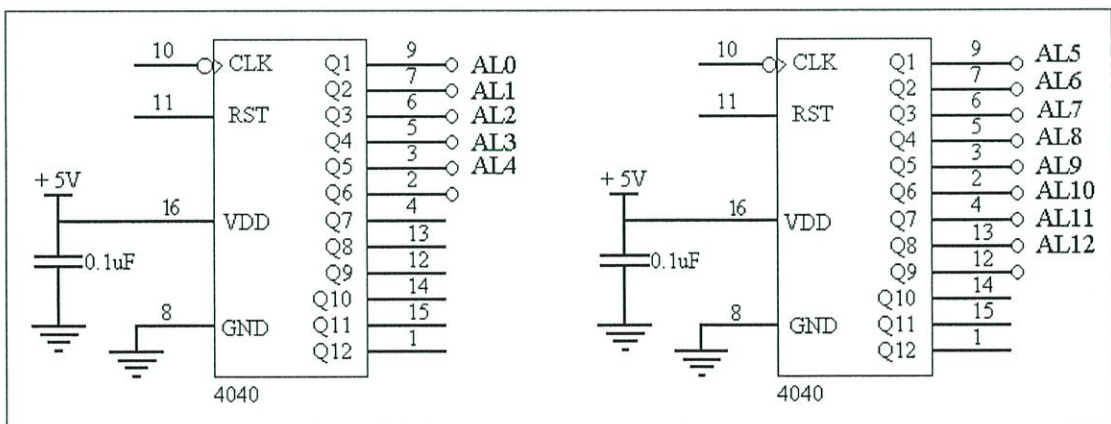 10 CLK Q1 9 AL0
Q2 7 AL1
11 RST Q3 6 AL2
Q4 5 AL3
Q5 3 AL4
+5V Q6 2
16 VDD Q7 4
Q8 13
0.1uF Q9 12
Q10 14
8 GND Q11 15
Q12 1
4040
10 CLK Q1 9 AL5
Q2 7 AL6
11 RST Q3 6 AL7
Q4 5 AL8
Q5 3 AL9
+5V Q6 2 AL10
16 VDD Q7 4 AL11
Q8 13 AL12
0.1uF Q9 12
Q10 14
8 GND Q11 15
Q12 1
4040